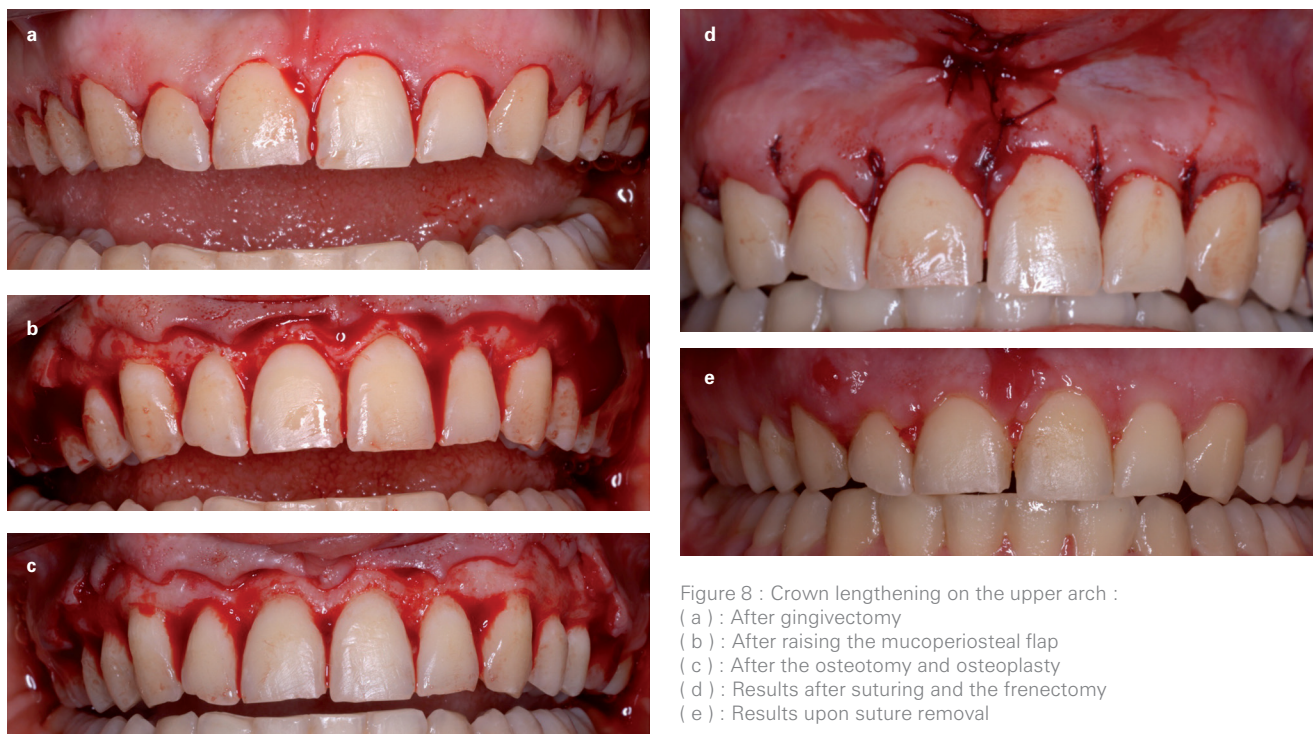 a
b
c
d
e
Figure 8 : Crown lengthening on the upper arch :
( a ) : After gingivectomy
( b ) : After raising the mucoperiosteal flap
( c ) : After the osteotomy and osteoplasty
( d ) : Results after suturing and the frenectomy
( e ) : Results upon suture removal